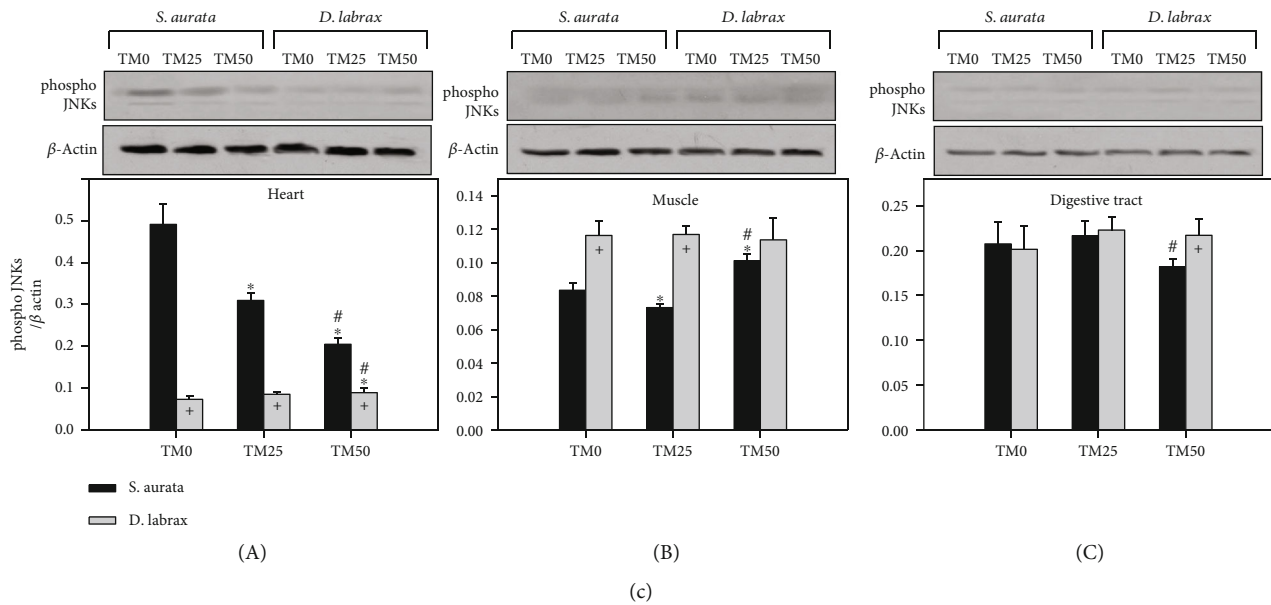 S. aurata D. labrax
TM0 TM25 TM50 TM0 TM25 TM50
phospho
JNKs
β-Actin
Heart
phospho JNKs
/β actin
0.5
0.4
0.3
0.2
0.1
0.0
*
#
*
#
*
+ + +
TM0 TM25 TM50
S. aurata
D. labrax
(A)
S. aurata D. labrax
TM0 TM25 TM50 TM0 TM25 TM50
phospho
JNKs
β-Actin
Muscle
0.14
0.12
0.10
0.08
0.06
0.04
0.02
0.00
+ * + #
*
TM0 TM25 TM50
(B)
S. aurata D. labrax
TM0 TM25 TM50 TM0 TM25 TM50
phospho
JNKs
β-Actin
Digestive tract
0.25
0.20
0.15
0.10
0.05
0.00
# +
TM0 TM25 TM50
(C)
(c)